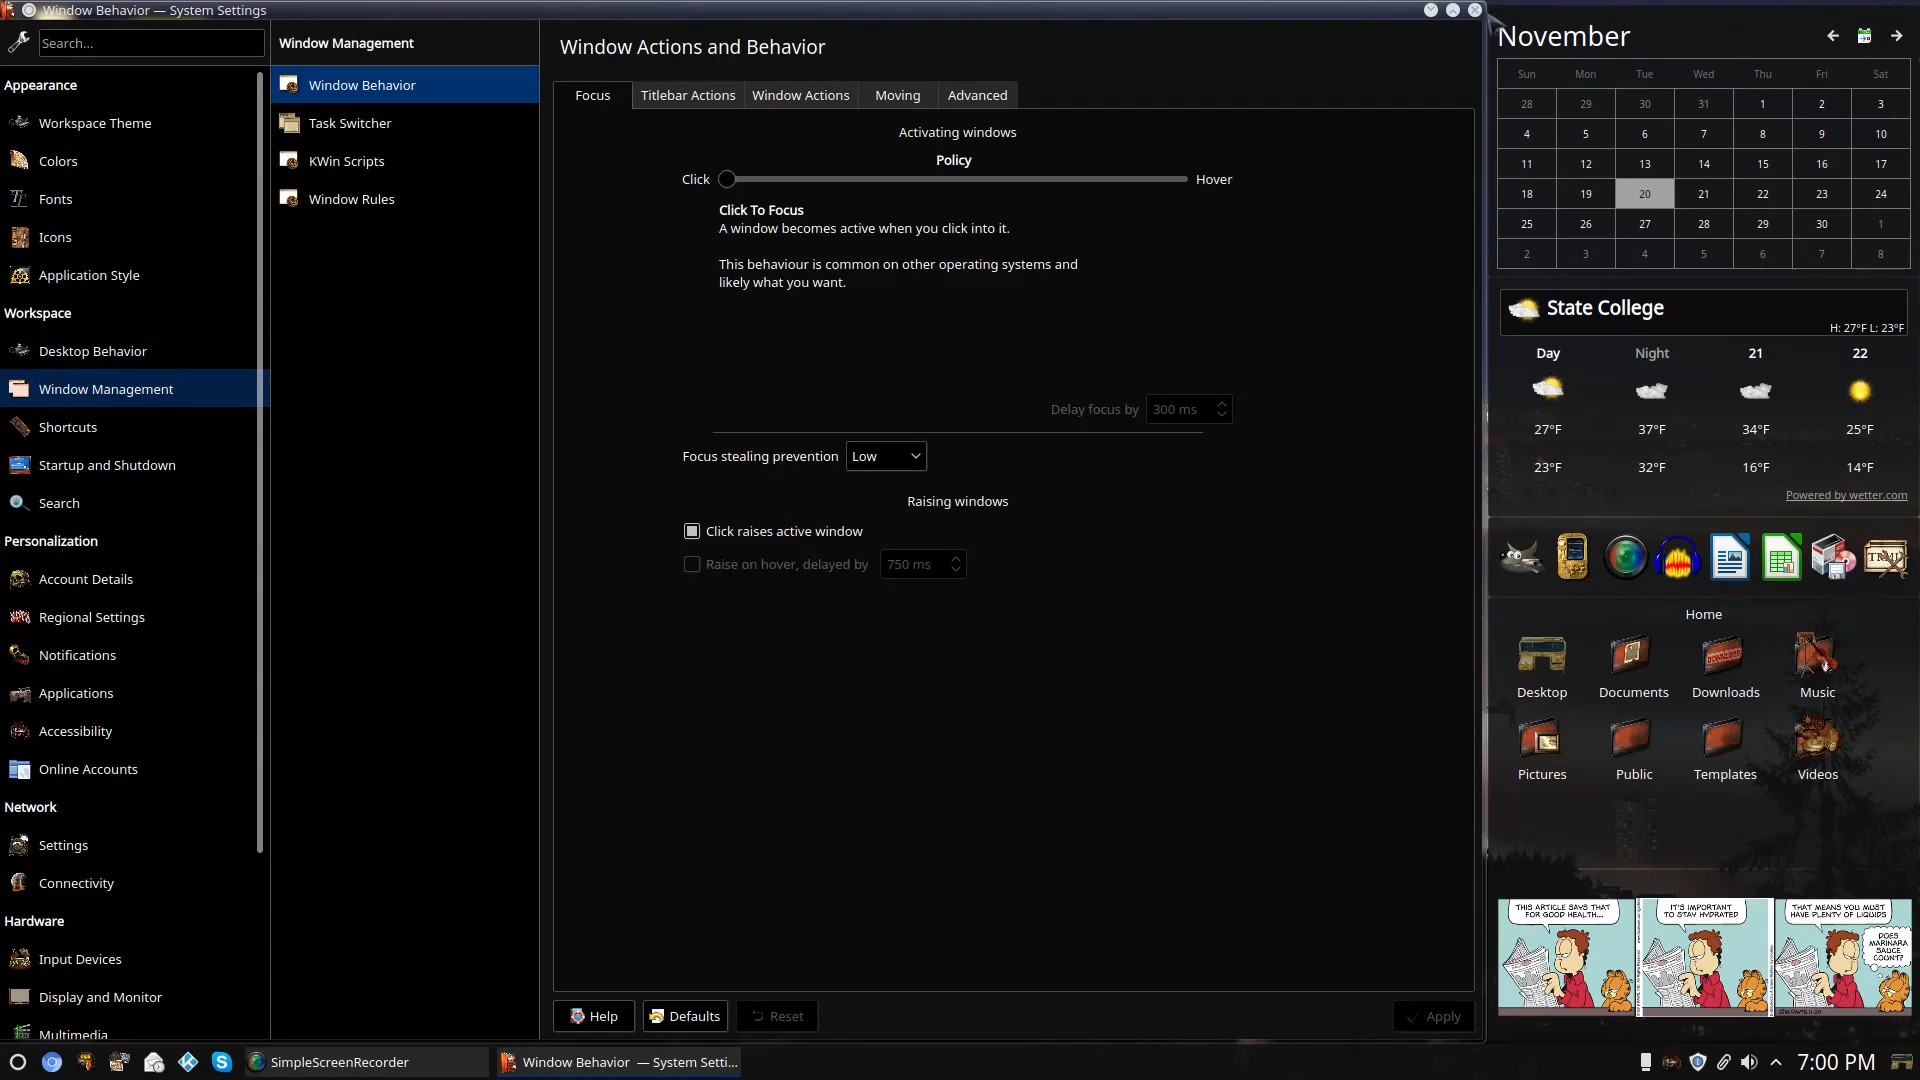 Window Behavior — System Settings
Search...
Appearance
Workspace Theme
Colors
Fonts
Icons
Application Style
Workspace
Desktop Behavior
Window Management
Shortcuts
Startup and Shutdown
Search
Personalization
Account Details
Regional Settings
Notifications
Applications
Accessibility
Online Accounts
Network
Settings
Connectivity
Hardware
Input Devices
Display and Monitor
Multimedia
Window Management
Window Behavior
Task Switcher
KWin Scripts
Window Rules
Window Actions and Behavior
Focus Titlebar Actions Window Actions Moving Advanced
Activating windows
Policy
Click Hover
Click To Focus
A window becomes active when you click into it.
This behaviour is common on other operating systems and
likely what you want.
Delay focus by 300 ms
Focus stealing prevention Low
Raising windows
Click raises active window
Raise on hover, delayed by 750 ms
Help Defaults Reset Apply
November
Sun Mon Tue Wed Thu Fri Sat
28 29 30 31 1 2 3
4 5 6 7 8 9 10
11 12 13 14 15 16 17
18 19 20 21 22 23 24
25 26 27 28 29 30 1
2 3 4 5 6 7 8
State College
H: 27°F L: 23°F
Day Night 21 22
27°F 37°F 34°F 25°F
23°F 32°F 16°F 14°F
Powered by wetter.com
Home
Desktop Documents Downloads Music
Pictures Public Templates Videos
THIS ARTICLE SAYS THAT
FOR GOOD HEALTH...
IT'S IMPORTANT
TO STAY HYDRATED
THAT MEANS YOU MUST
HAVE PLENTY OF LIQUIDS
DOES
MARINARA
SAUCE
COUNT?
SimpleScreenRecorder
Window Behavior — System Setti...
7:00 PM